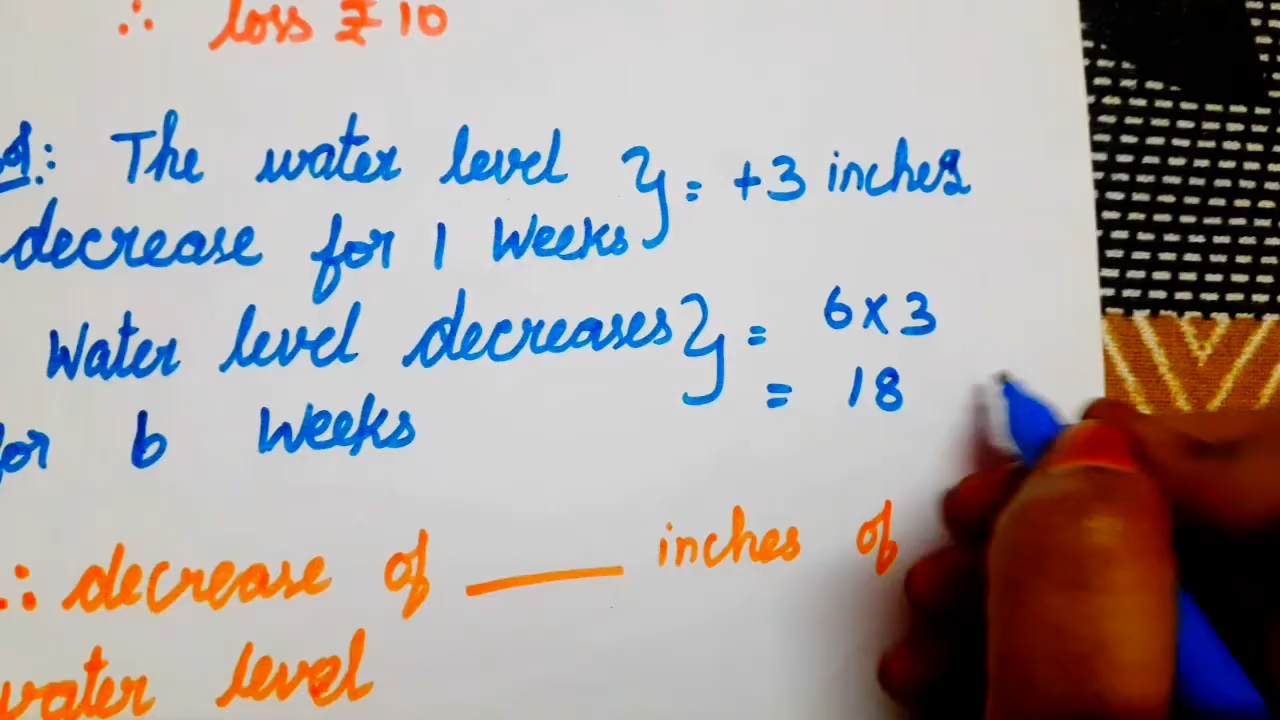 ∴ loss ₹ 10
The water level } = +3 inches
decrease for 1 Weeks
Water level decreases } = 6 x 3
= 18
for 6 Weeks
∴ decrease of ____ inches of
water level